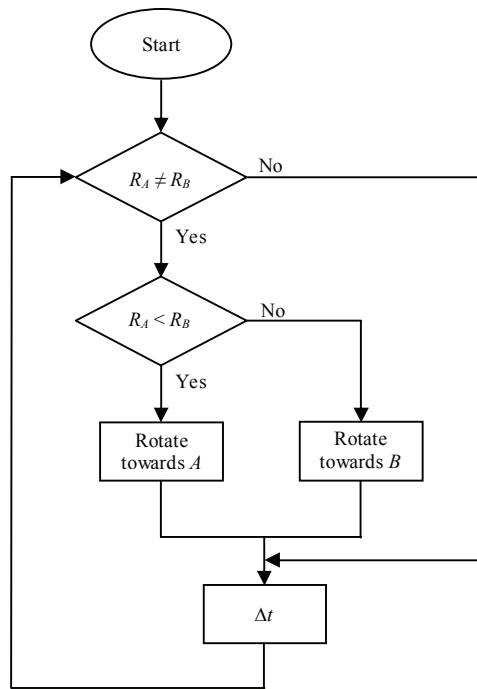 Start
R_A ≠ R_B
No
Yes
R_A < R_B
No
Yes
Rotate
towards A
Rotate
towards B
Δt